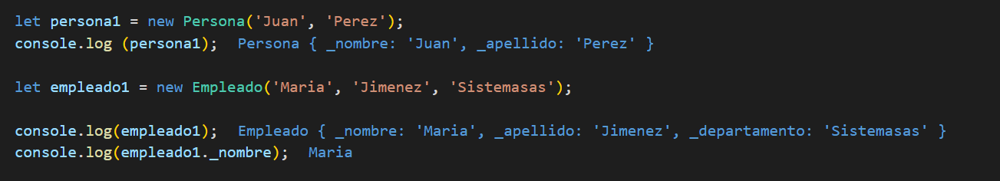 let persona1 = new Persona('Juan', 'Perez');
console.log (persona1);  Persona { _nombre: 'Juan', _apellido: 'Perez' }
let empleado1 = new Empleado('Maria', 'Jimenez', 'Sistemasas');
console.log(empleado1);  Empleado { _nombre: 'Maria', _apellido: 'Jimenez', _departamento: 'Sistemasas' }
console.log(empleado1._nombre);  Maria